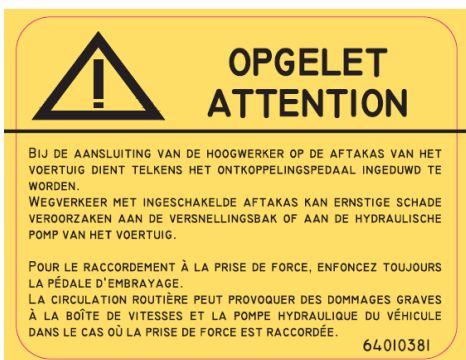 OPGELET
ATTENTION
BIJ DE AANSLUITING VAN DE HOOGWERKER OP DE AFTAKAS VAN HET
VOERTUIG DIENT TELKENS HET ONTKOPPELINGSPEDAAL INGEDUWD TE
WORDEN.
WEGVERKEER MET INGESCHAKELDE AFTAKAS KAN ERNSTIGE SCHADE
VEROORZAKEN AAN DE VERSNELLINGSBAK OF AAN DE HYDRAULISCHE
POMP VAN HET VOERTUIG.
POUR LE RACCORDEMENT À LA PRISE DE FORCE, ENFONCEZ TOUJOURS
LA PÉDALE D'EMBRAYAGE.
LA CIRCULATION ROUTIÈRE PEUT PROVOQUER DES DOMMAGES GRAVES
À LA BOÎTE DE VITESSES ET LA POMPE HYDRAULIQUE DU VÉHICULE
DANS LE CAS OÙ LA PRISE DE FORCE EST RACCORDÉE.
64010381